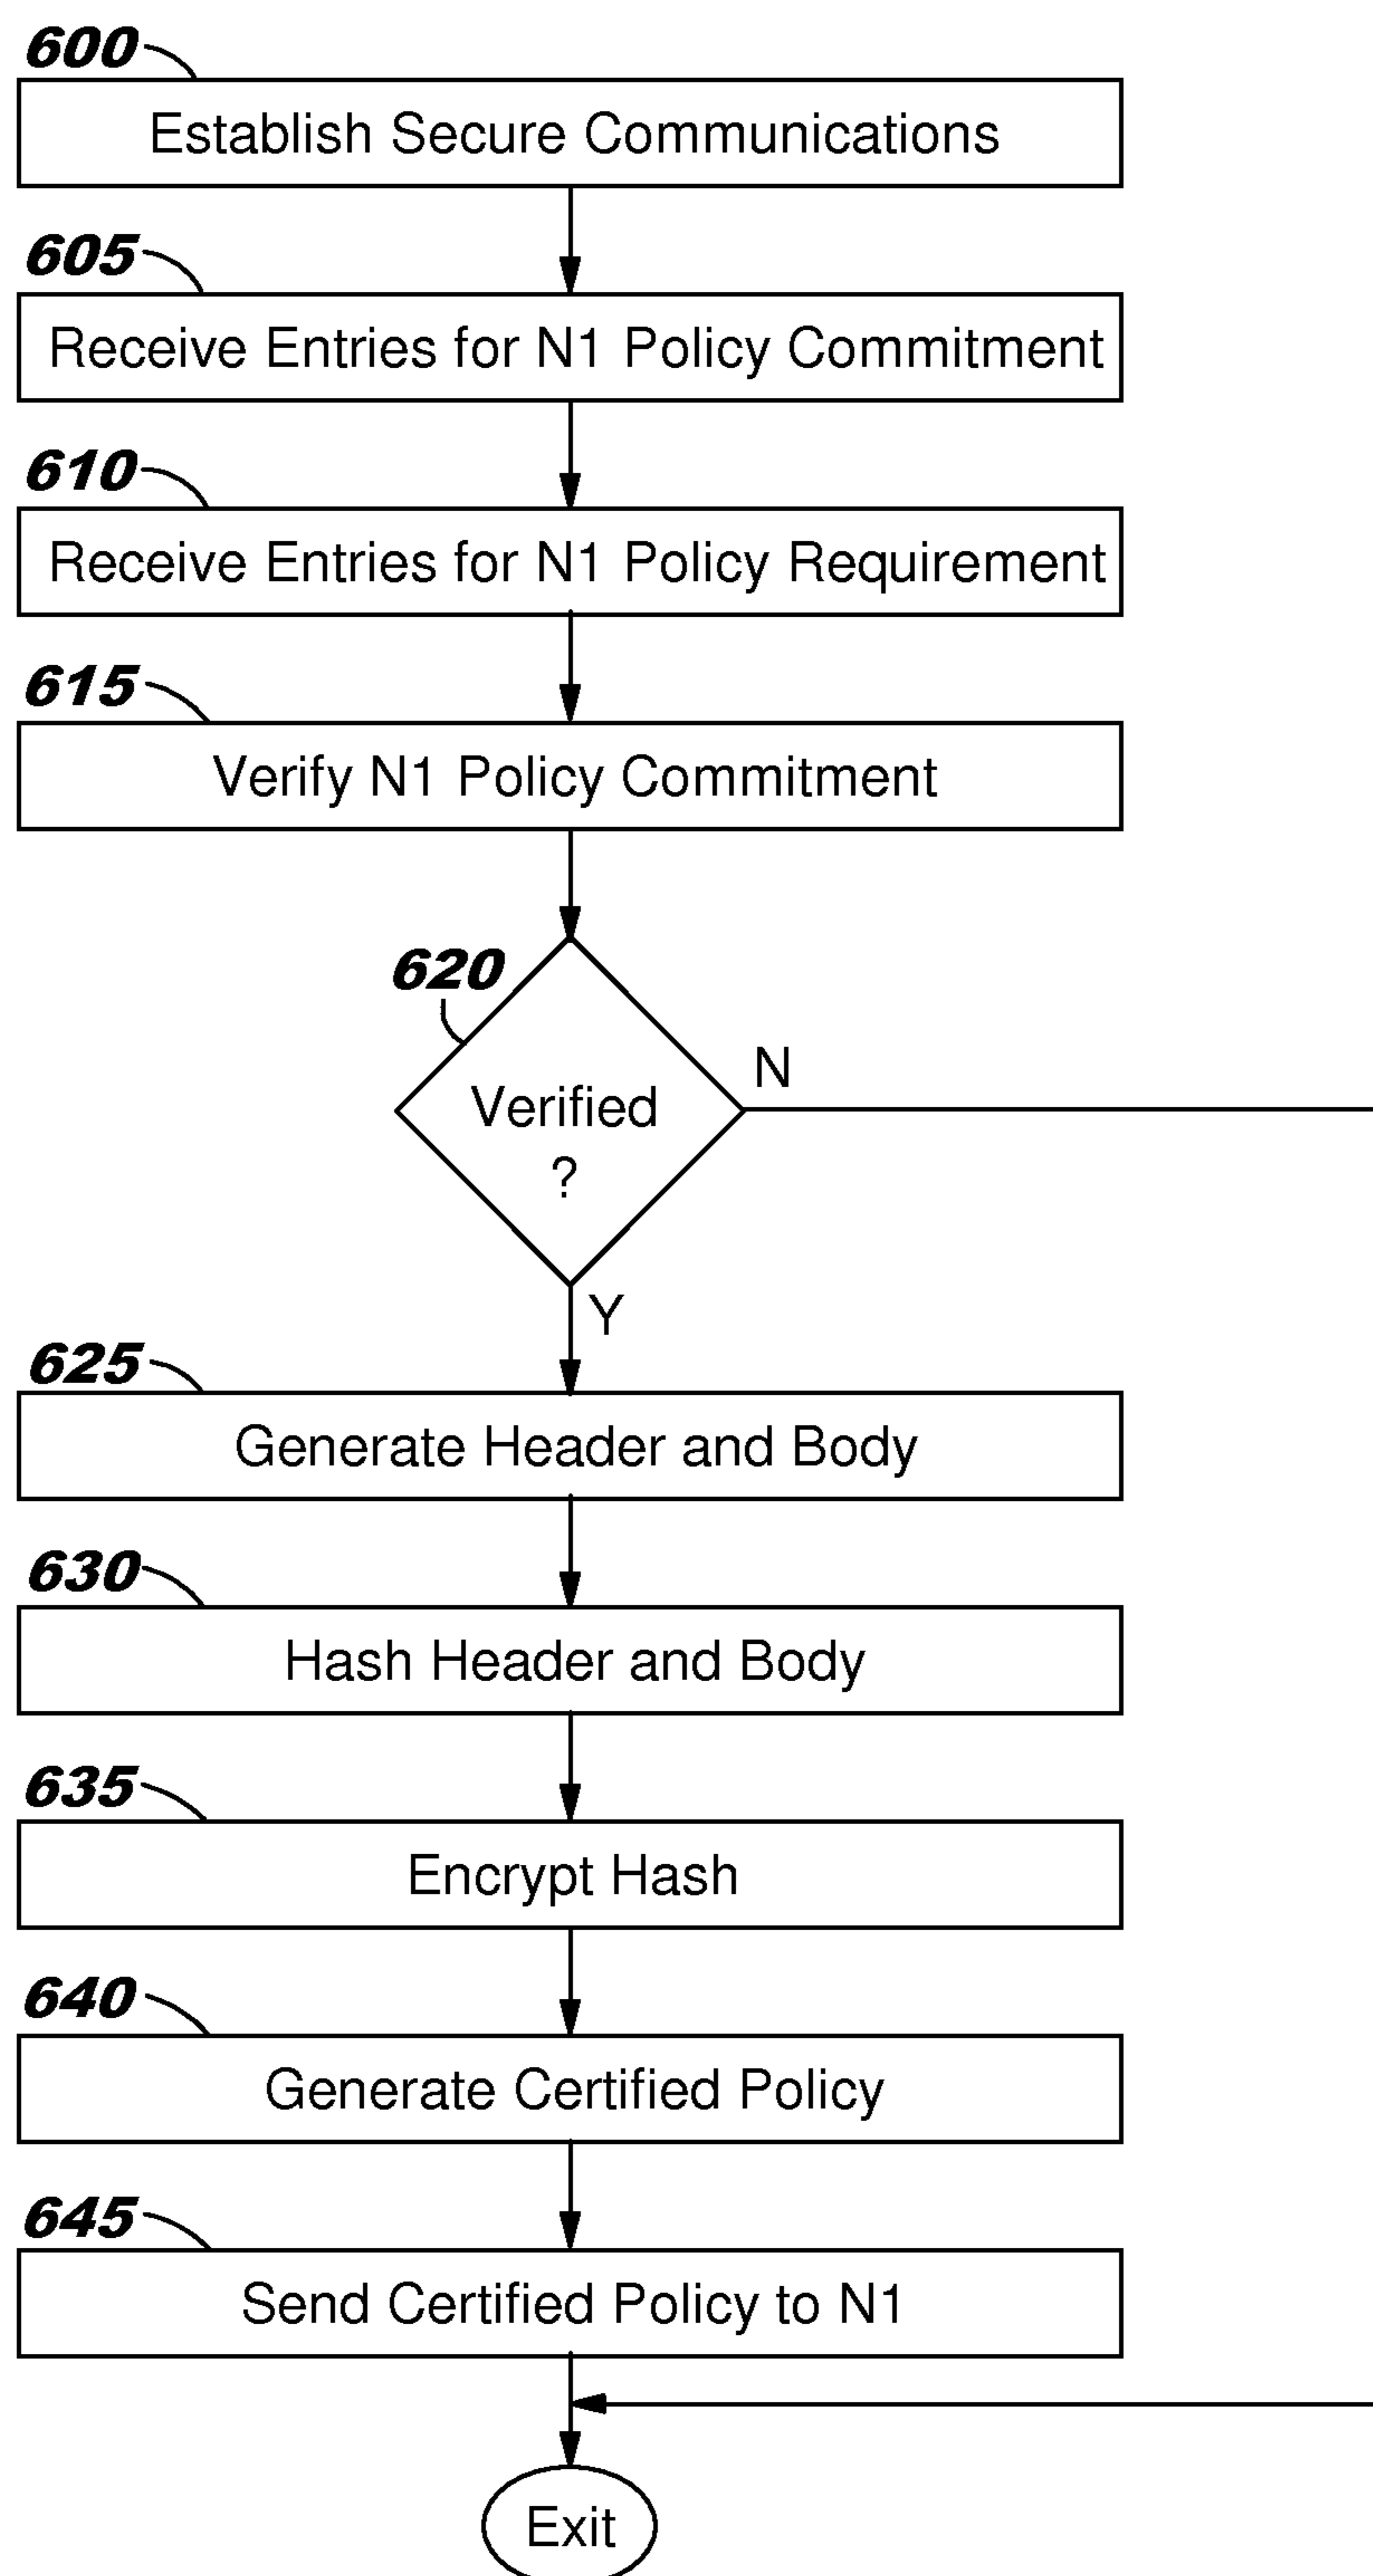 600
Establish Secure Communications
605
Receive Entries for N1 Policy Commitment
610
Receive Entries for N1 Policy Requirement
615
Verify N1 Policy Commitment
620
N
Verified
?
Y
625
Generate Header and Body
630
Hash Header and Body
635
Encrypt Hash
640
Generate Certified Policy
645
Send Certified Policy to N1
Exit